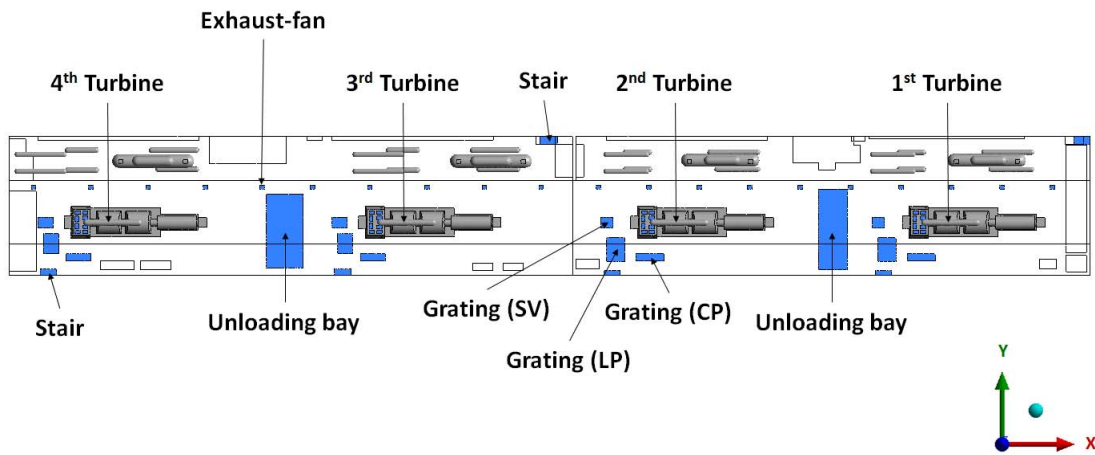 Exhaust-fan
4th Turbine
3rd Turbine
Stair
2nd Turbine
1st Turbine
Stair
Unloading bay
Grating (SV)
Grating (CP)
Unloading bay
Grating (LP)
Y
X